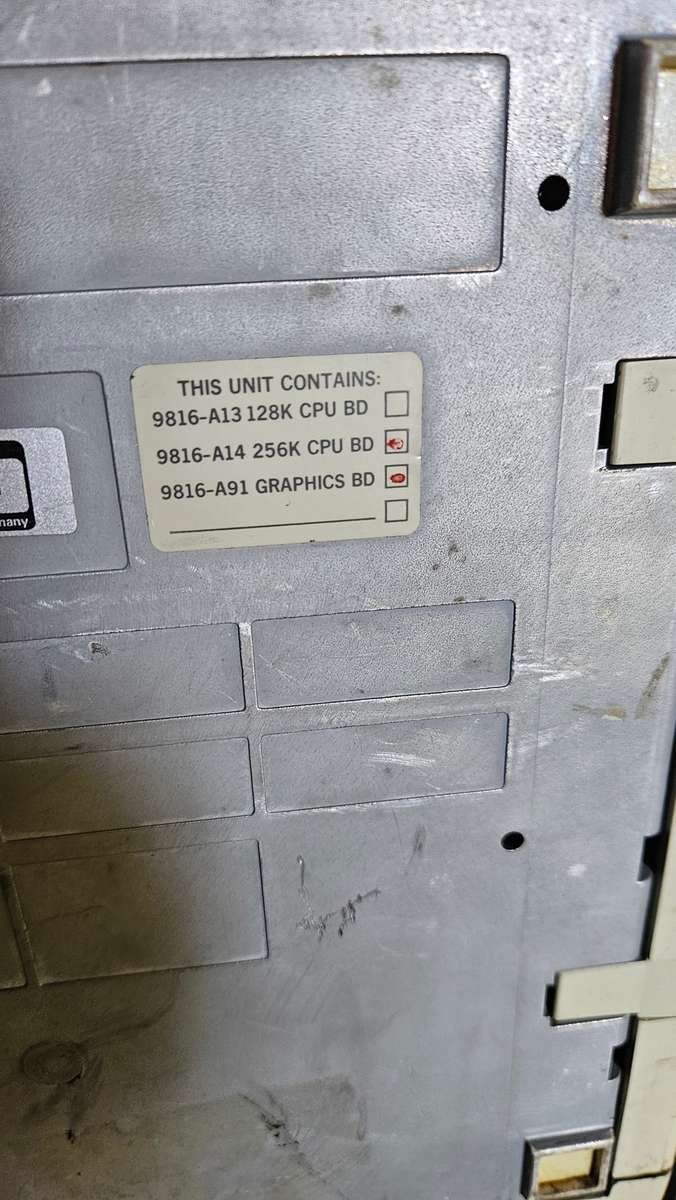 THIS UNIT CONTAINS:
9816-A13 128K CPU BD
9816-A14 256K CPU BD
9816-A91 GRAPHICS BD
many